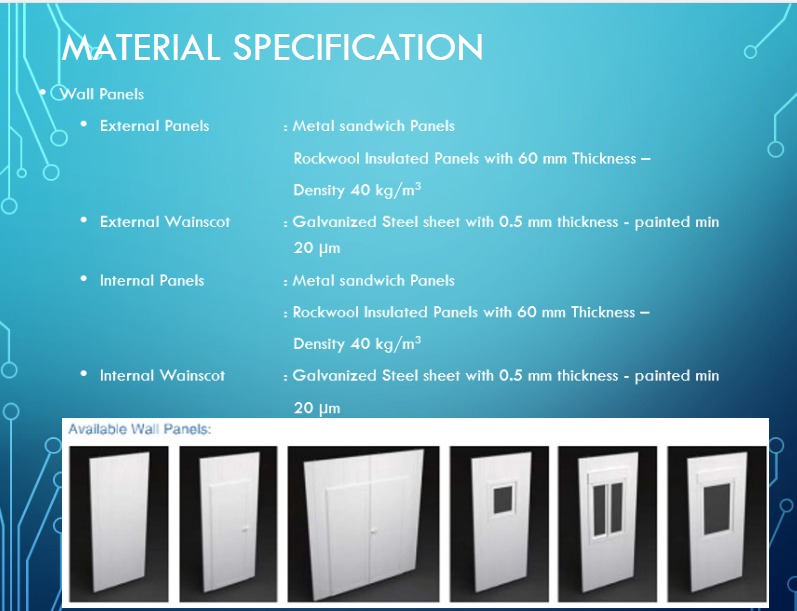 MATERIAL SPECIFICATION
• Wall Panels
• External Panels : Metal sandwich Panels
Rockwool Insulated Panels with 60 mm Thickness –
Density 40 kg/m³
• External Wainscot : Galvanized Steel sheet with 0.5 mm thickness - painted min
20 μm
• Internal Panels : Metal sandwich Panels
: Rockwool Insulated Panels with 60 mm Thickness –
Density 40 kg/m³
• Internal Wainscot : Galvanized Steel sheet with 0.5 mm thickness - painted min
20 μm
Available Wall Panels: